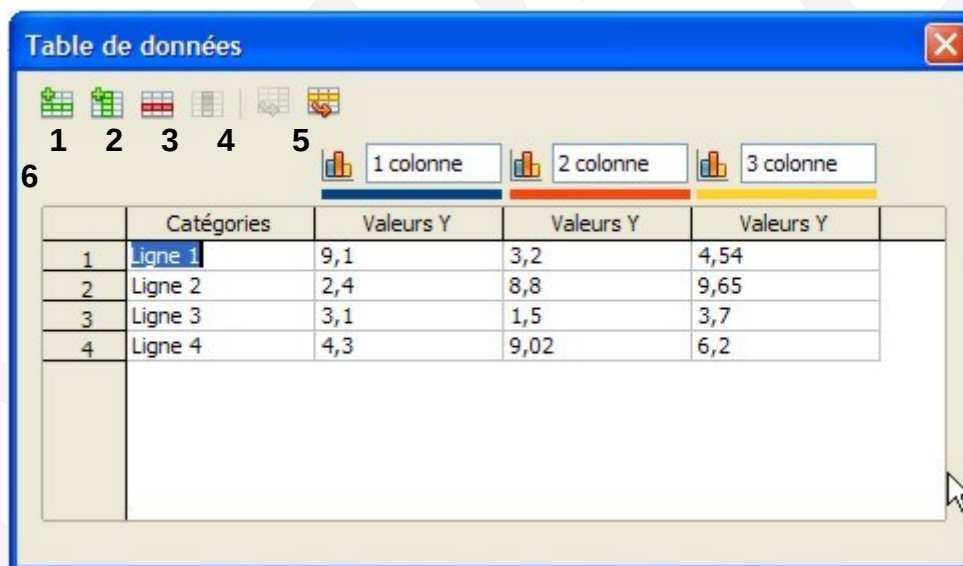 Table de données
1 2 3 4 5
6
1 colonne 2 colonne 3 colonne
Catégories Valeurs Y Valeurs Y Valeurs Y
1 Ligne 1 9,1 3,2 4,54
2 Ligne 2 2,4 8,8 9,65
3 Ligne 3 3,1 1,5 3,7
4 Ligne 4 4,3 9,02 6,2